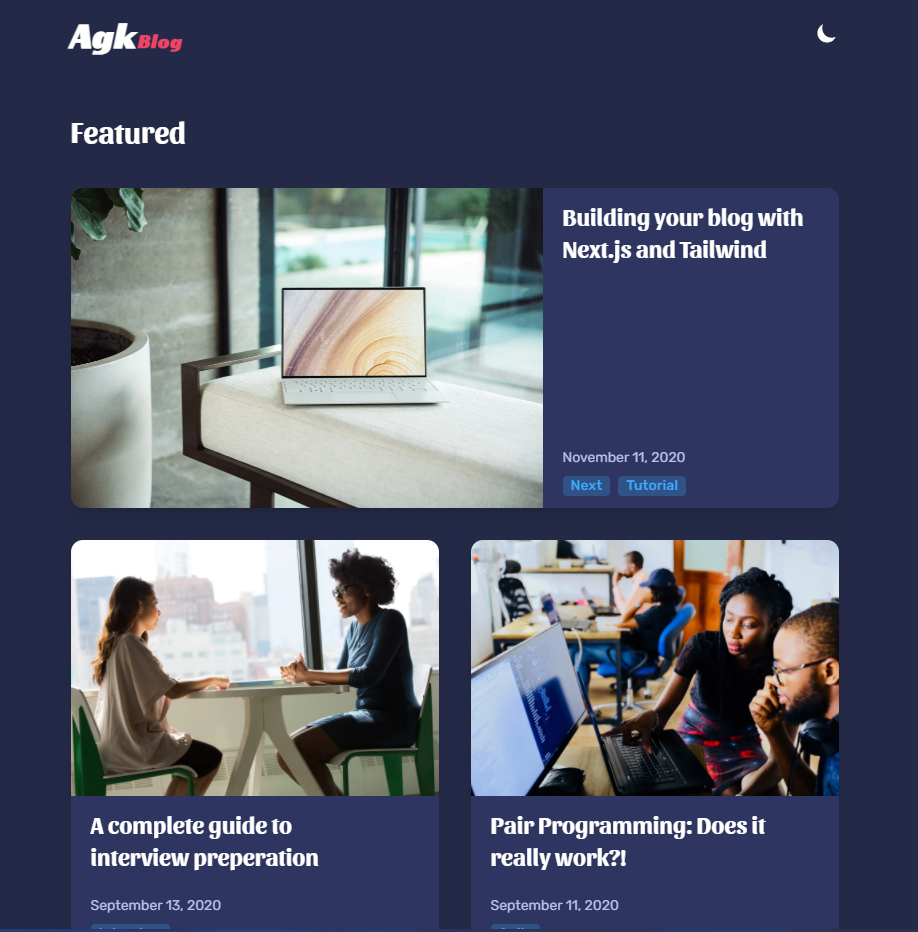 AgkBlog
Featured
Building your blog with
Next.js and Tailwind
November 11, 2020
Next Tutorial
A complete guide to
interview preperation
Pair Programming: Does it
really work?!
September 13, 2020
September 11, 2020